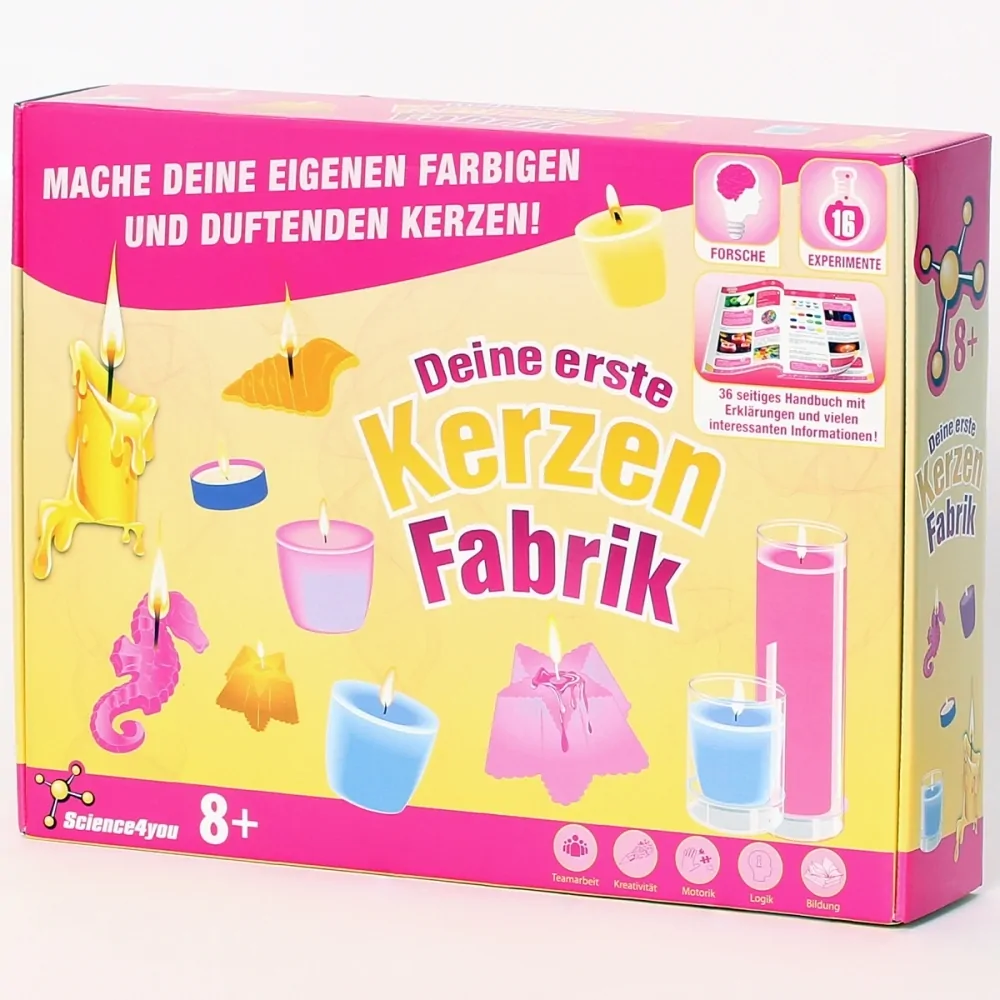 MACHE DEINE EIGENEN FARBIGEN
UND DUFTENDEN KERZEN!
FORSCHE
16
EXPERIMENTE
36 seitiges Handbuch mit
Erklärungen und vielen
interessanten Informationen!
Deine erste
Kerzen
Fabrik
Science4you
8+
Teamarbeit
Kreativität
Motorik
Logik
Bildung
8+
Deine erste
Kerzen
Fabrik